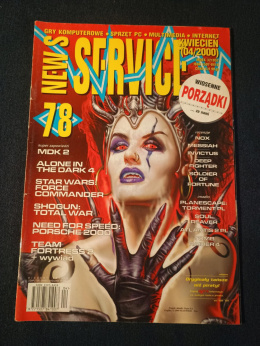 GRY KOMPUTEROWE • SPRZĘT PC • MULTIMEDIA • INTERNET
NEWS
SERVICE
KWIECIEŃ
(04/2000)
WIOSENNE
PORZĄDKI
78
MDK 2
ALONE IN
THE DARK 4
STAR WARS:
FORCE
COMMANDER
SHOGUN:
TOTAL WAR
NEED FOR SPEED:
PORSCHE 2000
TEAM
FORTRESS 2
+ wywiad
NOX
MESSIAH
INVICTUS
DEEP
FIGHTER
SOLDIER
OF
FORTUNE
PLANESCAPE:
TORMENT PL
SOUL
REAVER